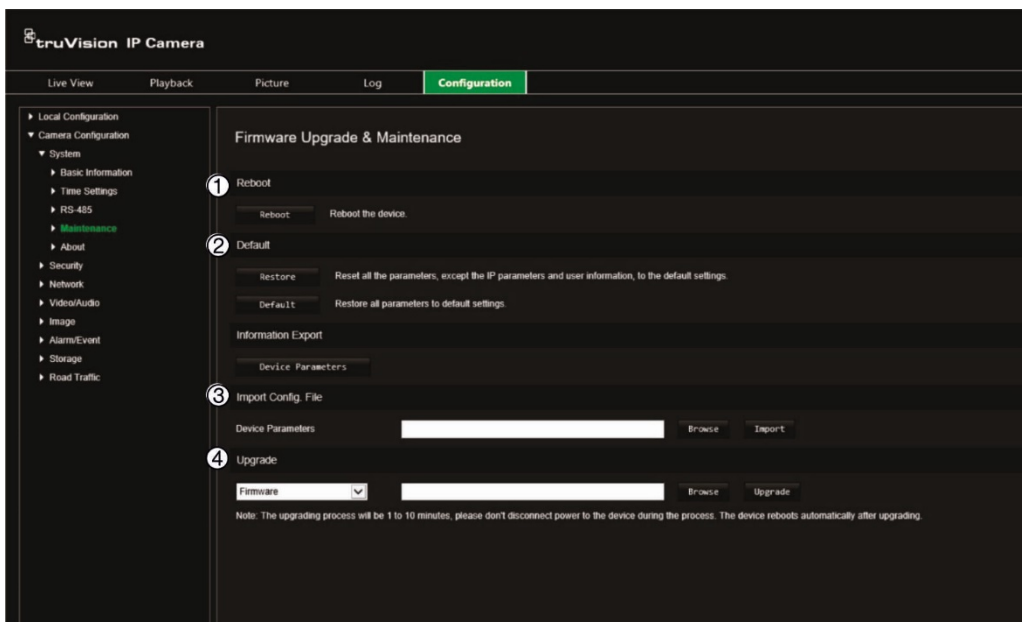 truVision IP Camera
Live View Playback Picture Log Configuration
Local Configuration
Camera Configuration
System
Basic Information
Time Settings
RS-485
Maintenance
About
Security
Network
Video/Audio
Image
Alarm/Event
Storage
Road Traffic
Firmware Upgrade & Maintenance
1 Reboot
Reboot Reboot the device.
2 Default
Restore Reset all the parameters, except the IP parameters and user information, to the default settings.
Default Restore all parameters to default settings.
Information Export
Device Parameters
3 Import Config. File
Device Parameters Browse Import
4 Upgrade
Firmware Browse Upgrade
Note: The upgrading process will be 1 to 10 minutes, please don't disconnect power to the device during the process. The device reboots automatically after upgrading.